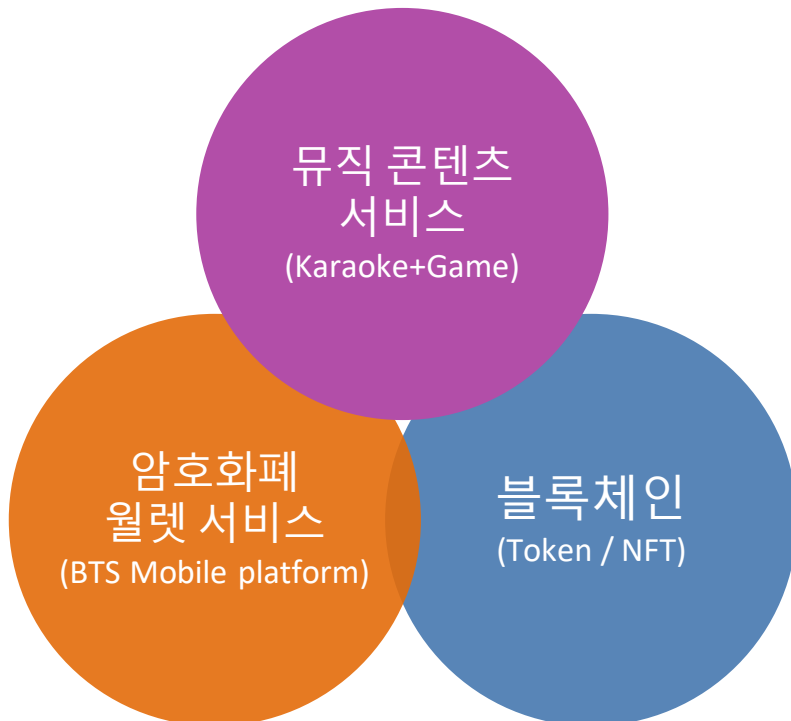 뮤직 콘텐츠
서비스
(Karaoke+Game)
암호화폐
월렛 서비스
(BTS Mobile platform)
블록체인
(Token / NFT)